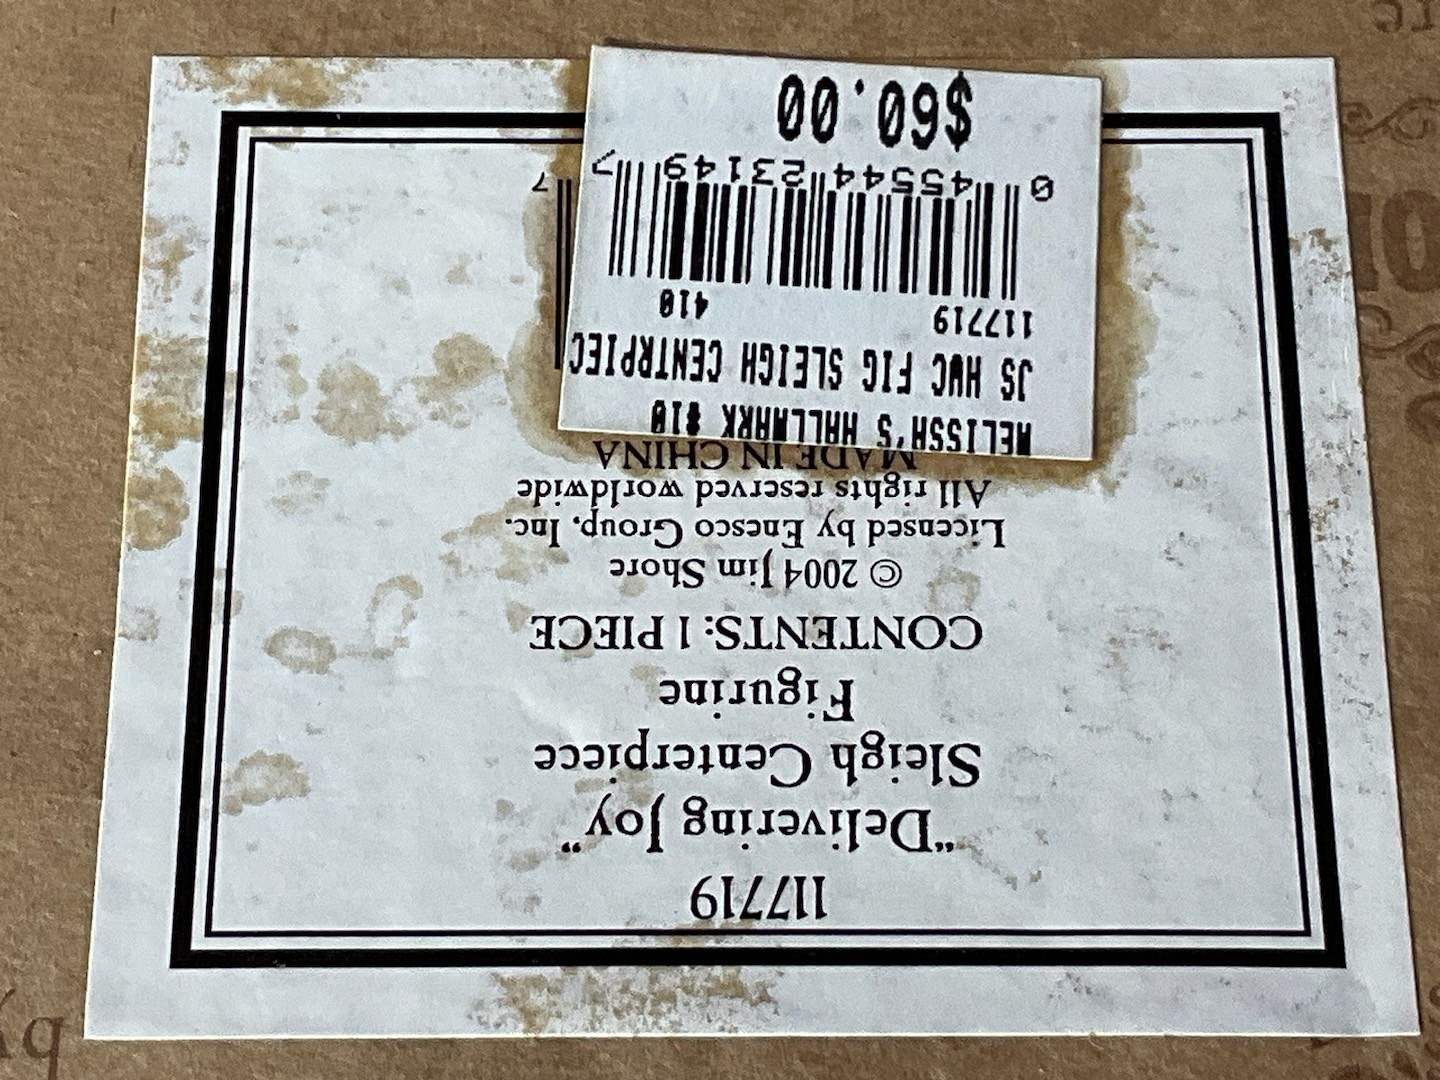 117719
"Delivering Joy"
Sleigh Centerpiece
Figurine
CONTENTS: 1 PIECE
© 2004 Jim Shore
Licensed by Enesco Group, Inc.
All rights reserved worldwide
MADE IN CHINA
MELISSA'S HALLMARK #10
JS HWC FIG SLEIGH CENTRPIEC
117719 410
0 45544 23149 7
$60.00
7
by